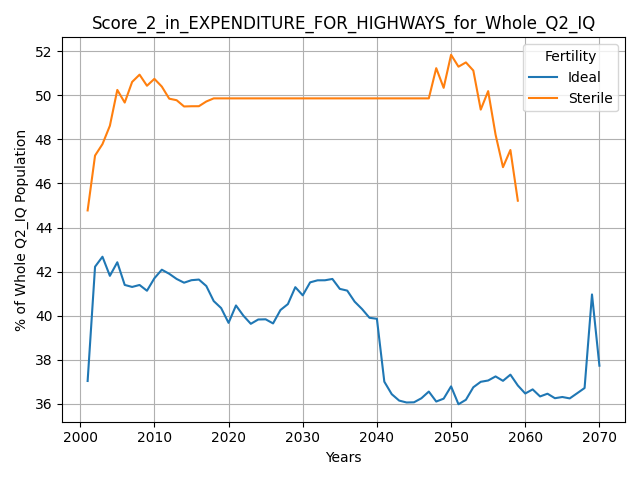 Score_2_in_EXPENDITURE_FOR_HIGHWAYS_for_Whole_Q2_IQ
Fertility
Ideal
Sterile
% of Whole Q2_IQ Population
52
50
48
46
44
42
40
38
36
2000
2010
2020
2030
2040
2050
2060
2070
Years